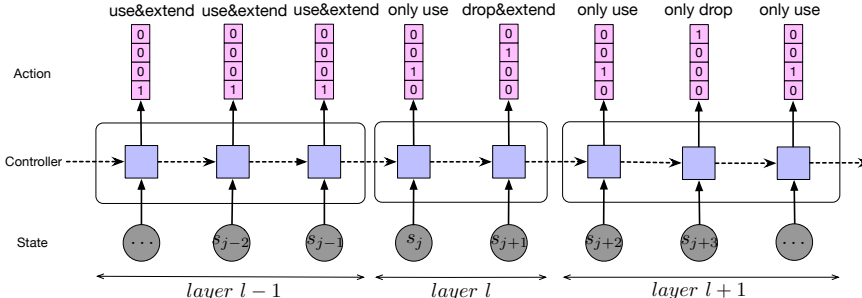 use&extend use&extend use&extend only use drop&extend only use only drop only use
0 0 0 0 0 0 1 0
0 0 0 0 1 0 0 0
Action 0 0 0 1 0 1 0 1
1 1 1 0 0 0 0 0
Controller
State ... s_{j-2} s_{j-1} s_j s_{j+1} s_{j+2} s_{j+3} ...
layer l − 1 layer l layer l + 1